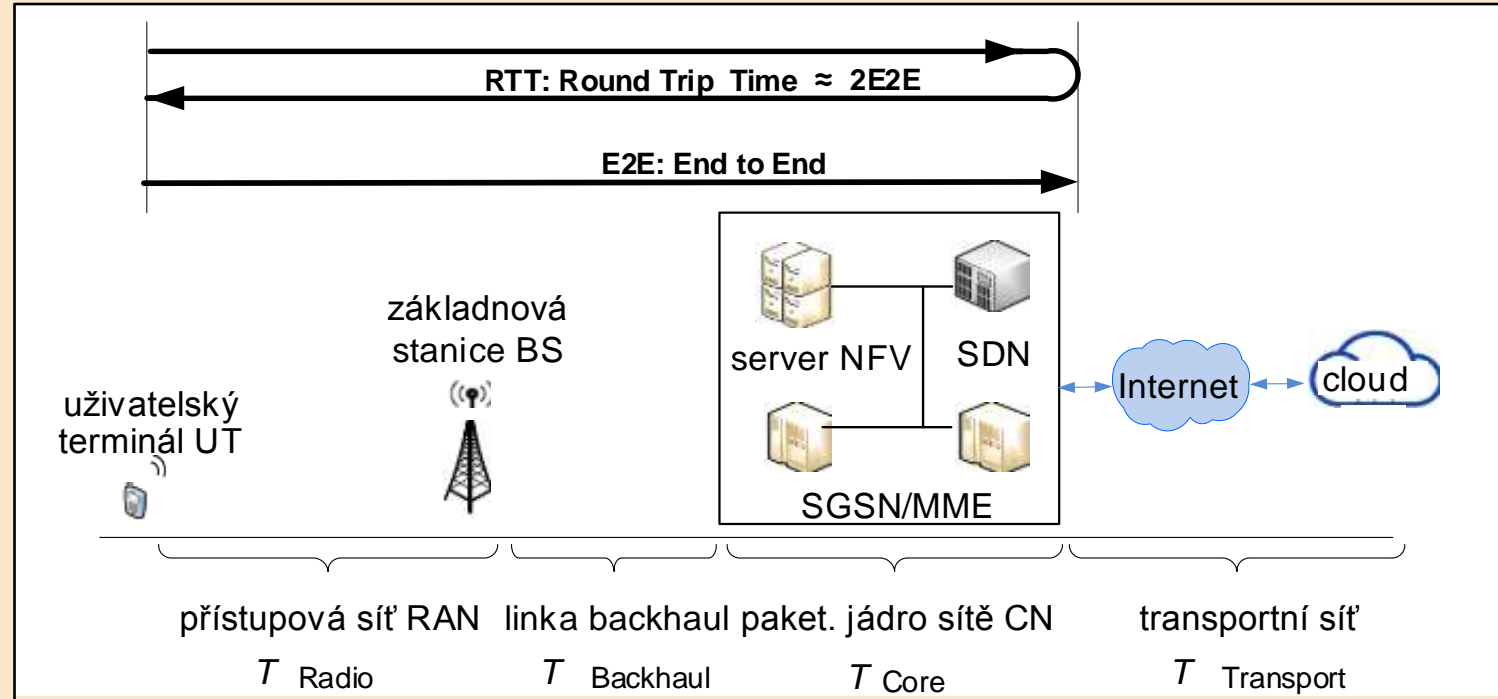 RTT: Round Trip Time ≈ 2E2E
E2E: End to End
základnová
stanice BS
server NFV
SDN
Internet
cloud
uživatelský
terminál UT
SGSN/MME
přístupová síť RAN
linka backhaul
paket. jádro sítě CN
transportní síť
T Radio
T Backhaul
T Core
T Transport